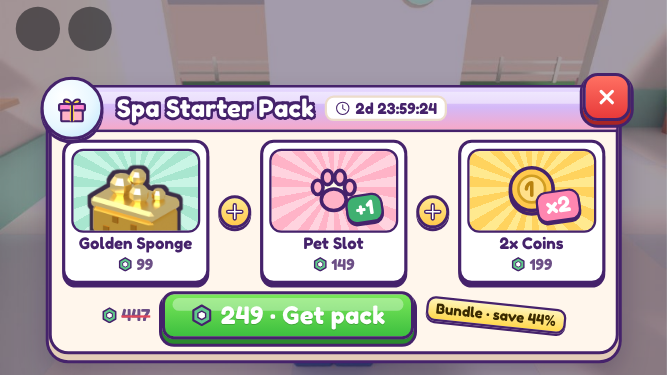 Spa Starter Pack
2d 23:59:24
Golden Sponge
99
+1
Pet Slot
149
1
x2
2x Coins
199
447
249 · Get pack
Bundle · save 44%